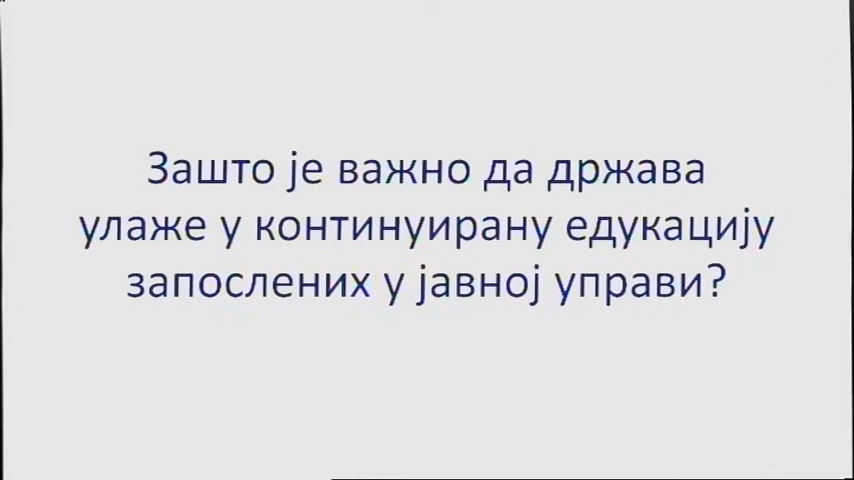 Зашто је важно да држава
улаже у континуирану едукацију
запослених у јавној управи?